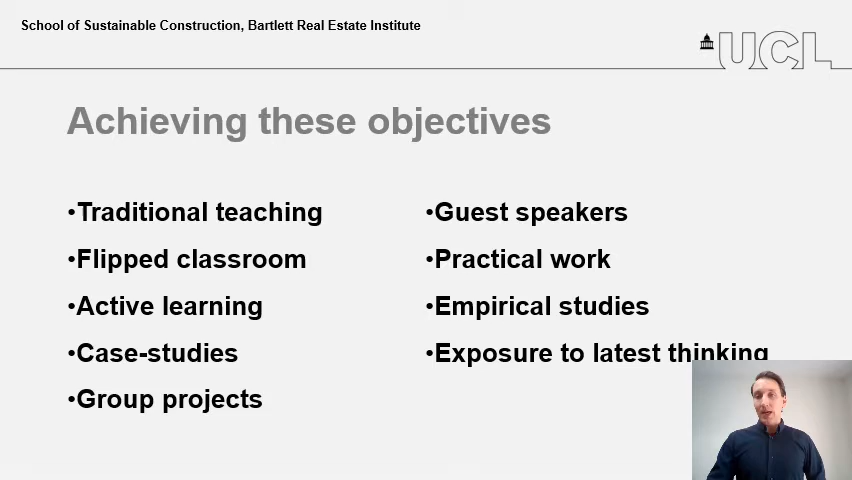 School of Sustainable Construction, Bartlett Real Estate Institute
UCL
Achieving these objectives
•Traditional teaching
•Flipped classroom
•Active learning
•Case-studies
•Group projects
•Guest speakers
•Practical work
•Empirical studies
•Exposure to latest thinking